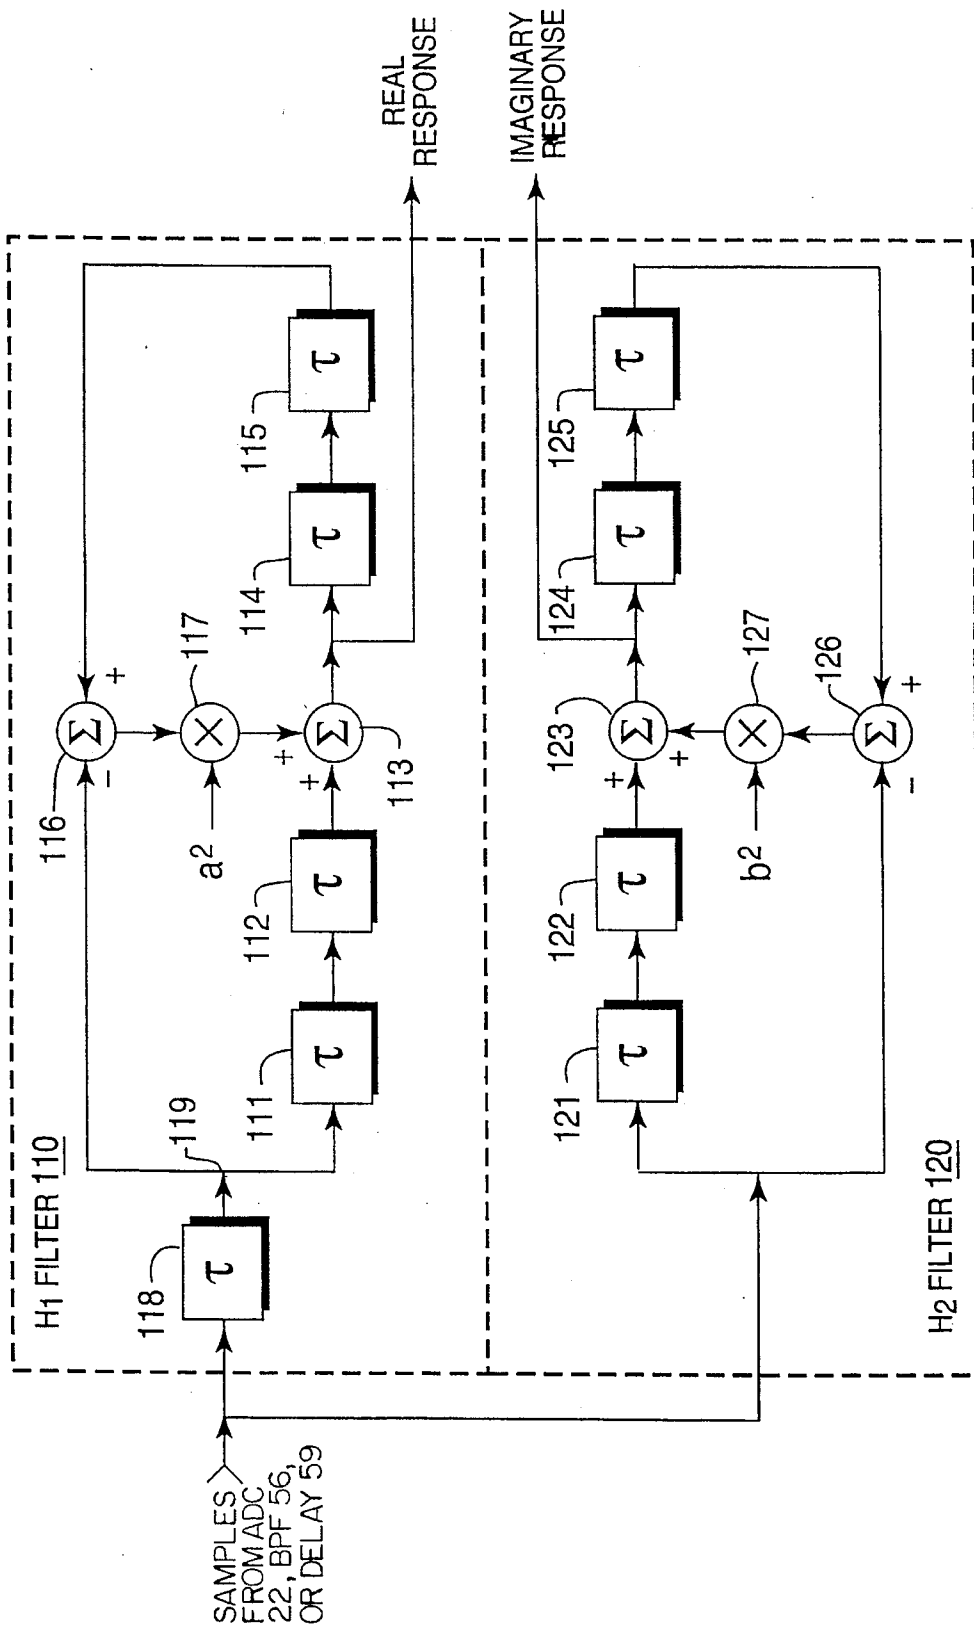 SAMPLES
FROM ADC
22, BPF 56,
OR DELAY 59
H1 FILTER 110
118
τ
119
111
τ
112
τ
116
Σ
−
+
a2
117
×
+
+
Σ
113
114
τ
115
τ
REAL
RESPONSE
IMAGINARY
RESPONSE
H2 FILTER 120
121
τ
122
τ
123
Σ
+
+
b2
127
×
126
Σ
−
+
124
τ
125
τ